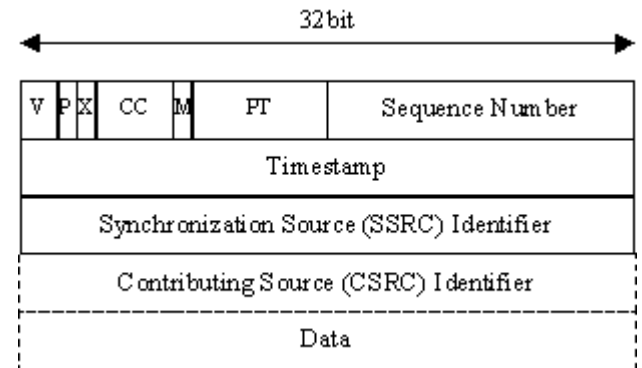 32bit
V P X CC M PT Sequence Number
Timestamp
Synchronization Source (SSRC) Identifier
Contributing Source (CSRC) Identifier
Data